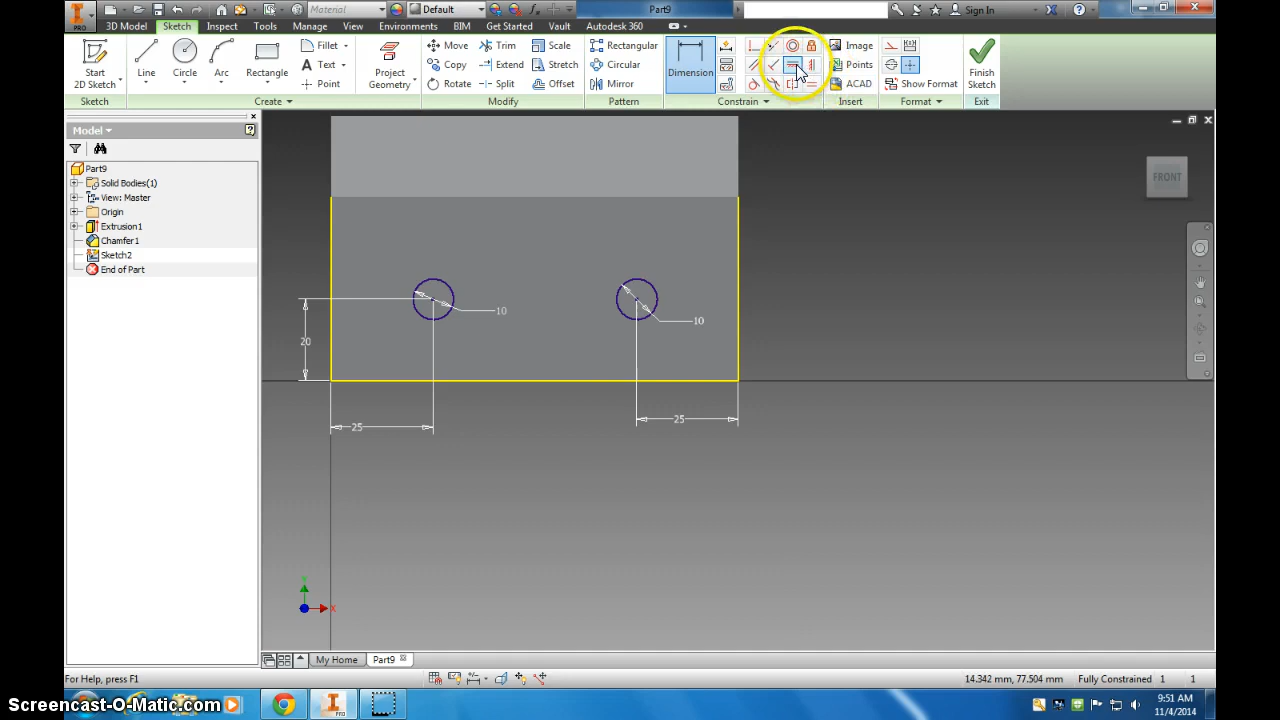 PRO
Material
Default
Part9
Sign In
3D Model
Sketch
Inspect
Tools
Manage
View
Environments
BIM
Get Started
Vault
Autodesk 360
Start
2D Sketch
Line
Circle
Arc
Rectangle
Fillet
Text
Project
Geometry
Move
Copy
Rotate
Trim
Extend
Split
Scale
Stretch
Offset
Rectangular
Circular
Mirror
Dimension
Image
Points
ACAD
Show Format
Finish
Sketch
Sketch
Create
Modify
Pattern
Constrain
Insert
Format
Exit
Model
Part9
Solid Bodies(1)
View: Master
Origin
Extrusion1
Chamfer1
Sketch2
End of Part
FRONT
10
10
20
25
25
Y
X
My Home
Part9
For Help, press F1
14.342 mm, 77.504 mm
Fully Constrained
1
1
Screencast-O-Matic.com
PRO
9:51 AM
11/4/2014